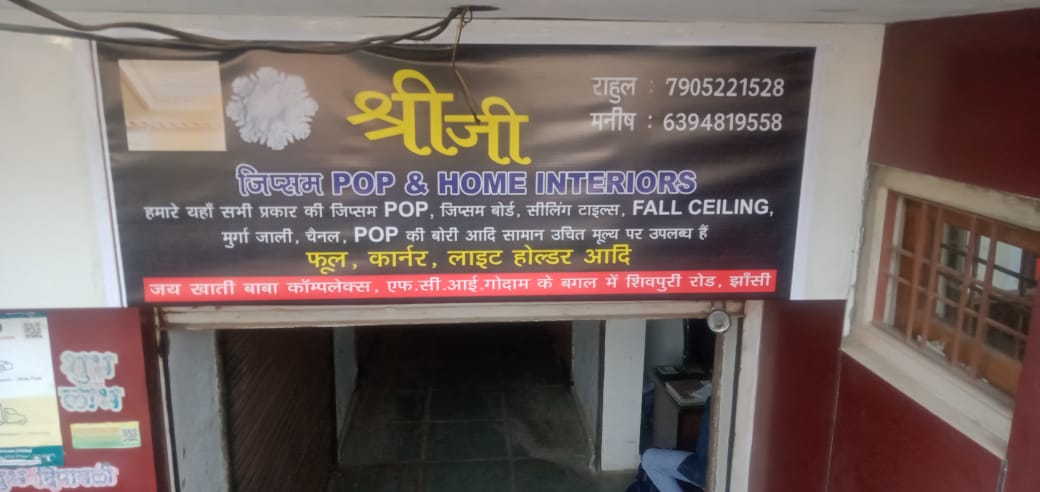 श्रीजी
राहुल : 7905221528
मनीष : 6394819558
जिप्सम POP & HOME INTERIORS
हमारे यहाँ सभी प्रकार की जिप्सम POP, जिप्सम बोर्ड, सीलिंग टाइल्स, FALL CEILING,
मुर्गा जाली, चैनल, POP की बोरी आदि सामान उचित मूल्य पर उपलब्ध हैं
फूल, कार्नर, लाइट होल्डर आदि
जय खाती बाबा कॉम्पलेक्स, एफ.सी.आई.गोदाम के बगल में शिवपुरी रोड, झाँसी
शुभ
लाभ
दीपावली